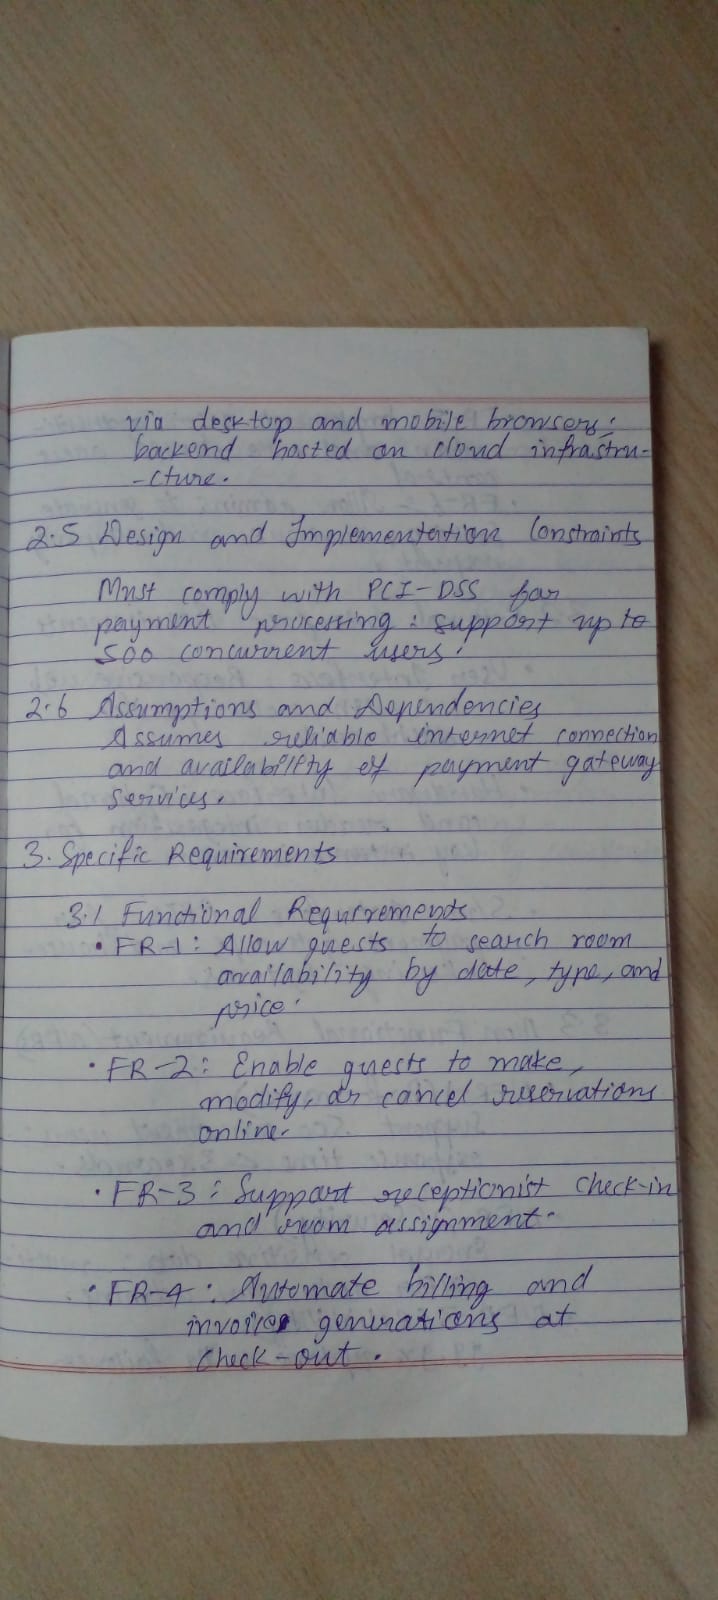 via desktop and mobile browsers;
backend hosted on cloud infrastru-
-cture.
2.5 Design and Implementation Constraints
Must comply with PCI-DSS for
payment processing; support up to
500 concurrent users.
2.6 Assumptions and Dependencies
Assumes reliable internet connection
and availability of payment gateway
services.
3. Specific Requirements
3.1 Functional Requirements
• FR-1: Allow guests to search room
availability by date, type, and
price.
• FR-2: Enable guests to make,
modify, or cancel reservations
online.
• FR-3: Support receptionist check-in
and room assignment.
• FR-4: Automate billing and
invoice generations at
check-out.